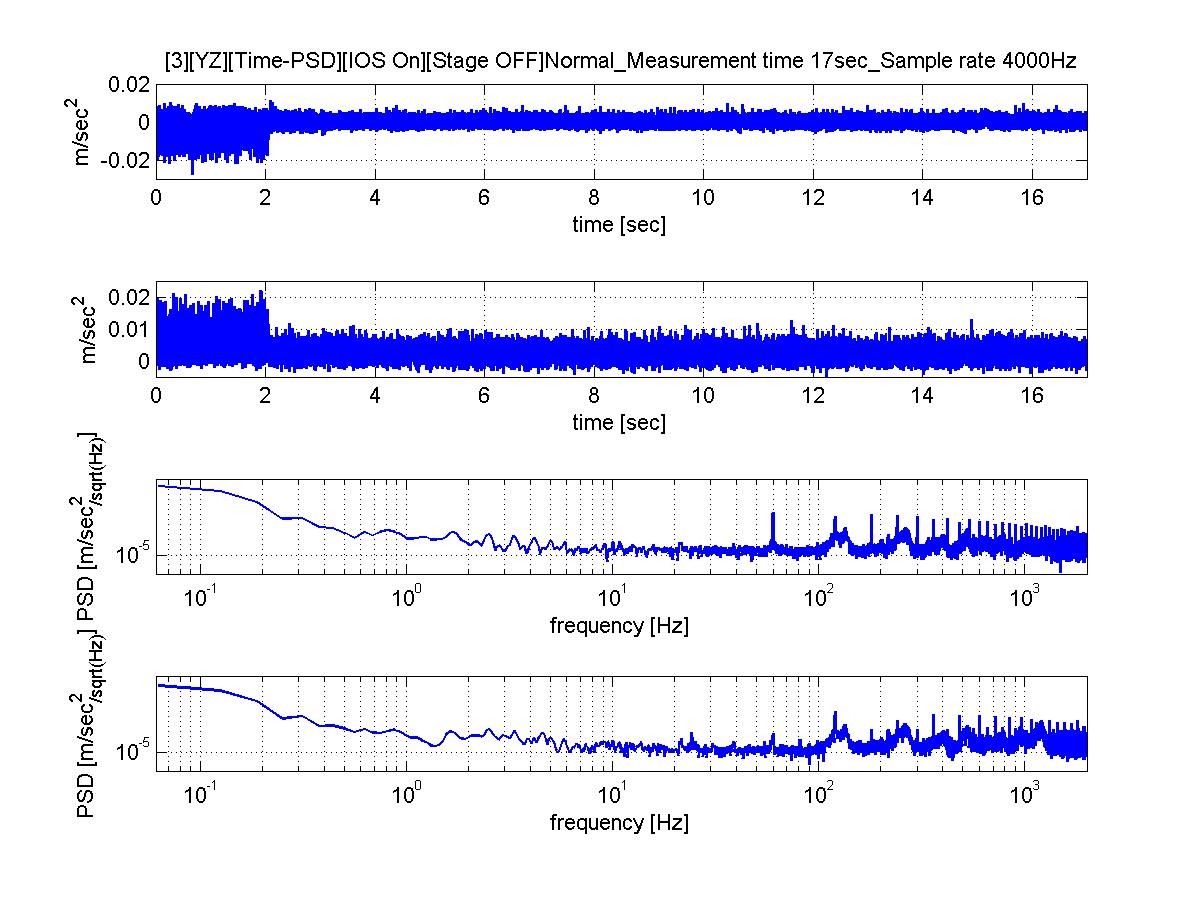 [3][YZ][Time-PSD][IOS On][Stage OFF]Normal_Measurement time 17sec_Sample rate 4000Hz
m/sec2
0.02
0
-0.02
0 2 4 6 8 10 12 14 16
time [sec]
m/sec2
0.02
0.01
0
0 2 4 6 8 10 12 14 16
time [sec]
PSD [m/sec2/sqrt(Hz)]
10-5
10-1 100 101 102 103
frequency [Hz]
PSD [m/sec2/sqrt(Hz)]
10-5
10-1 100 101 102 103
frequency [Hz]